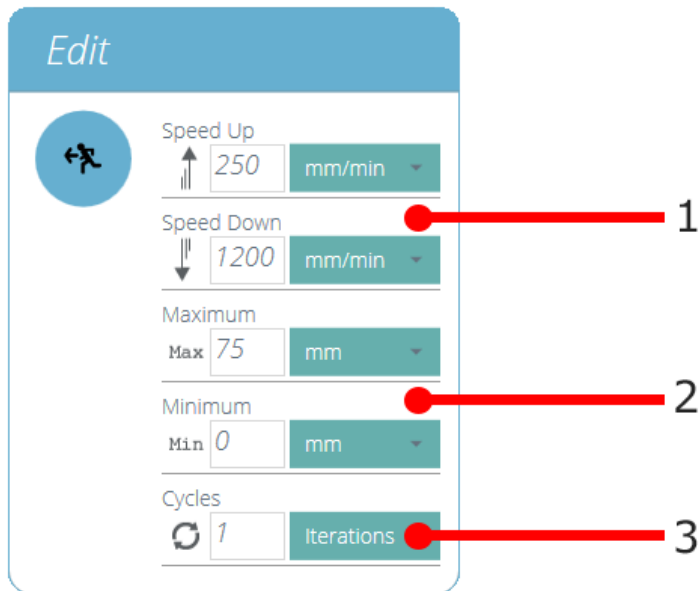 Edit
Speed Up
250 mm/min
1
Speed Down
1200 mm/min
Maximum
Max 75 mm
2
Minimum
Min 0 mm
Cycles
1 Iterations
3